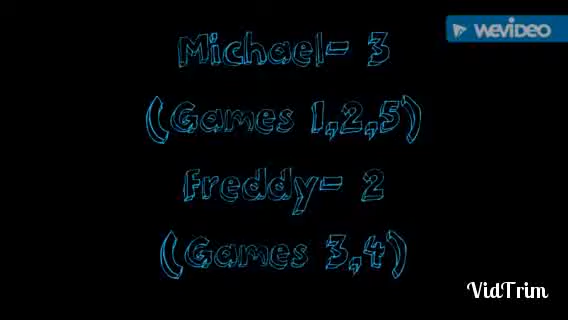 WEVIDEO
Michael- 3
(Games 1,2,5)
Freddy- 2
(Games 3,4)
VidTrim